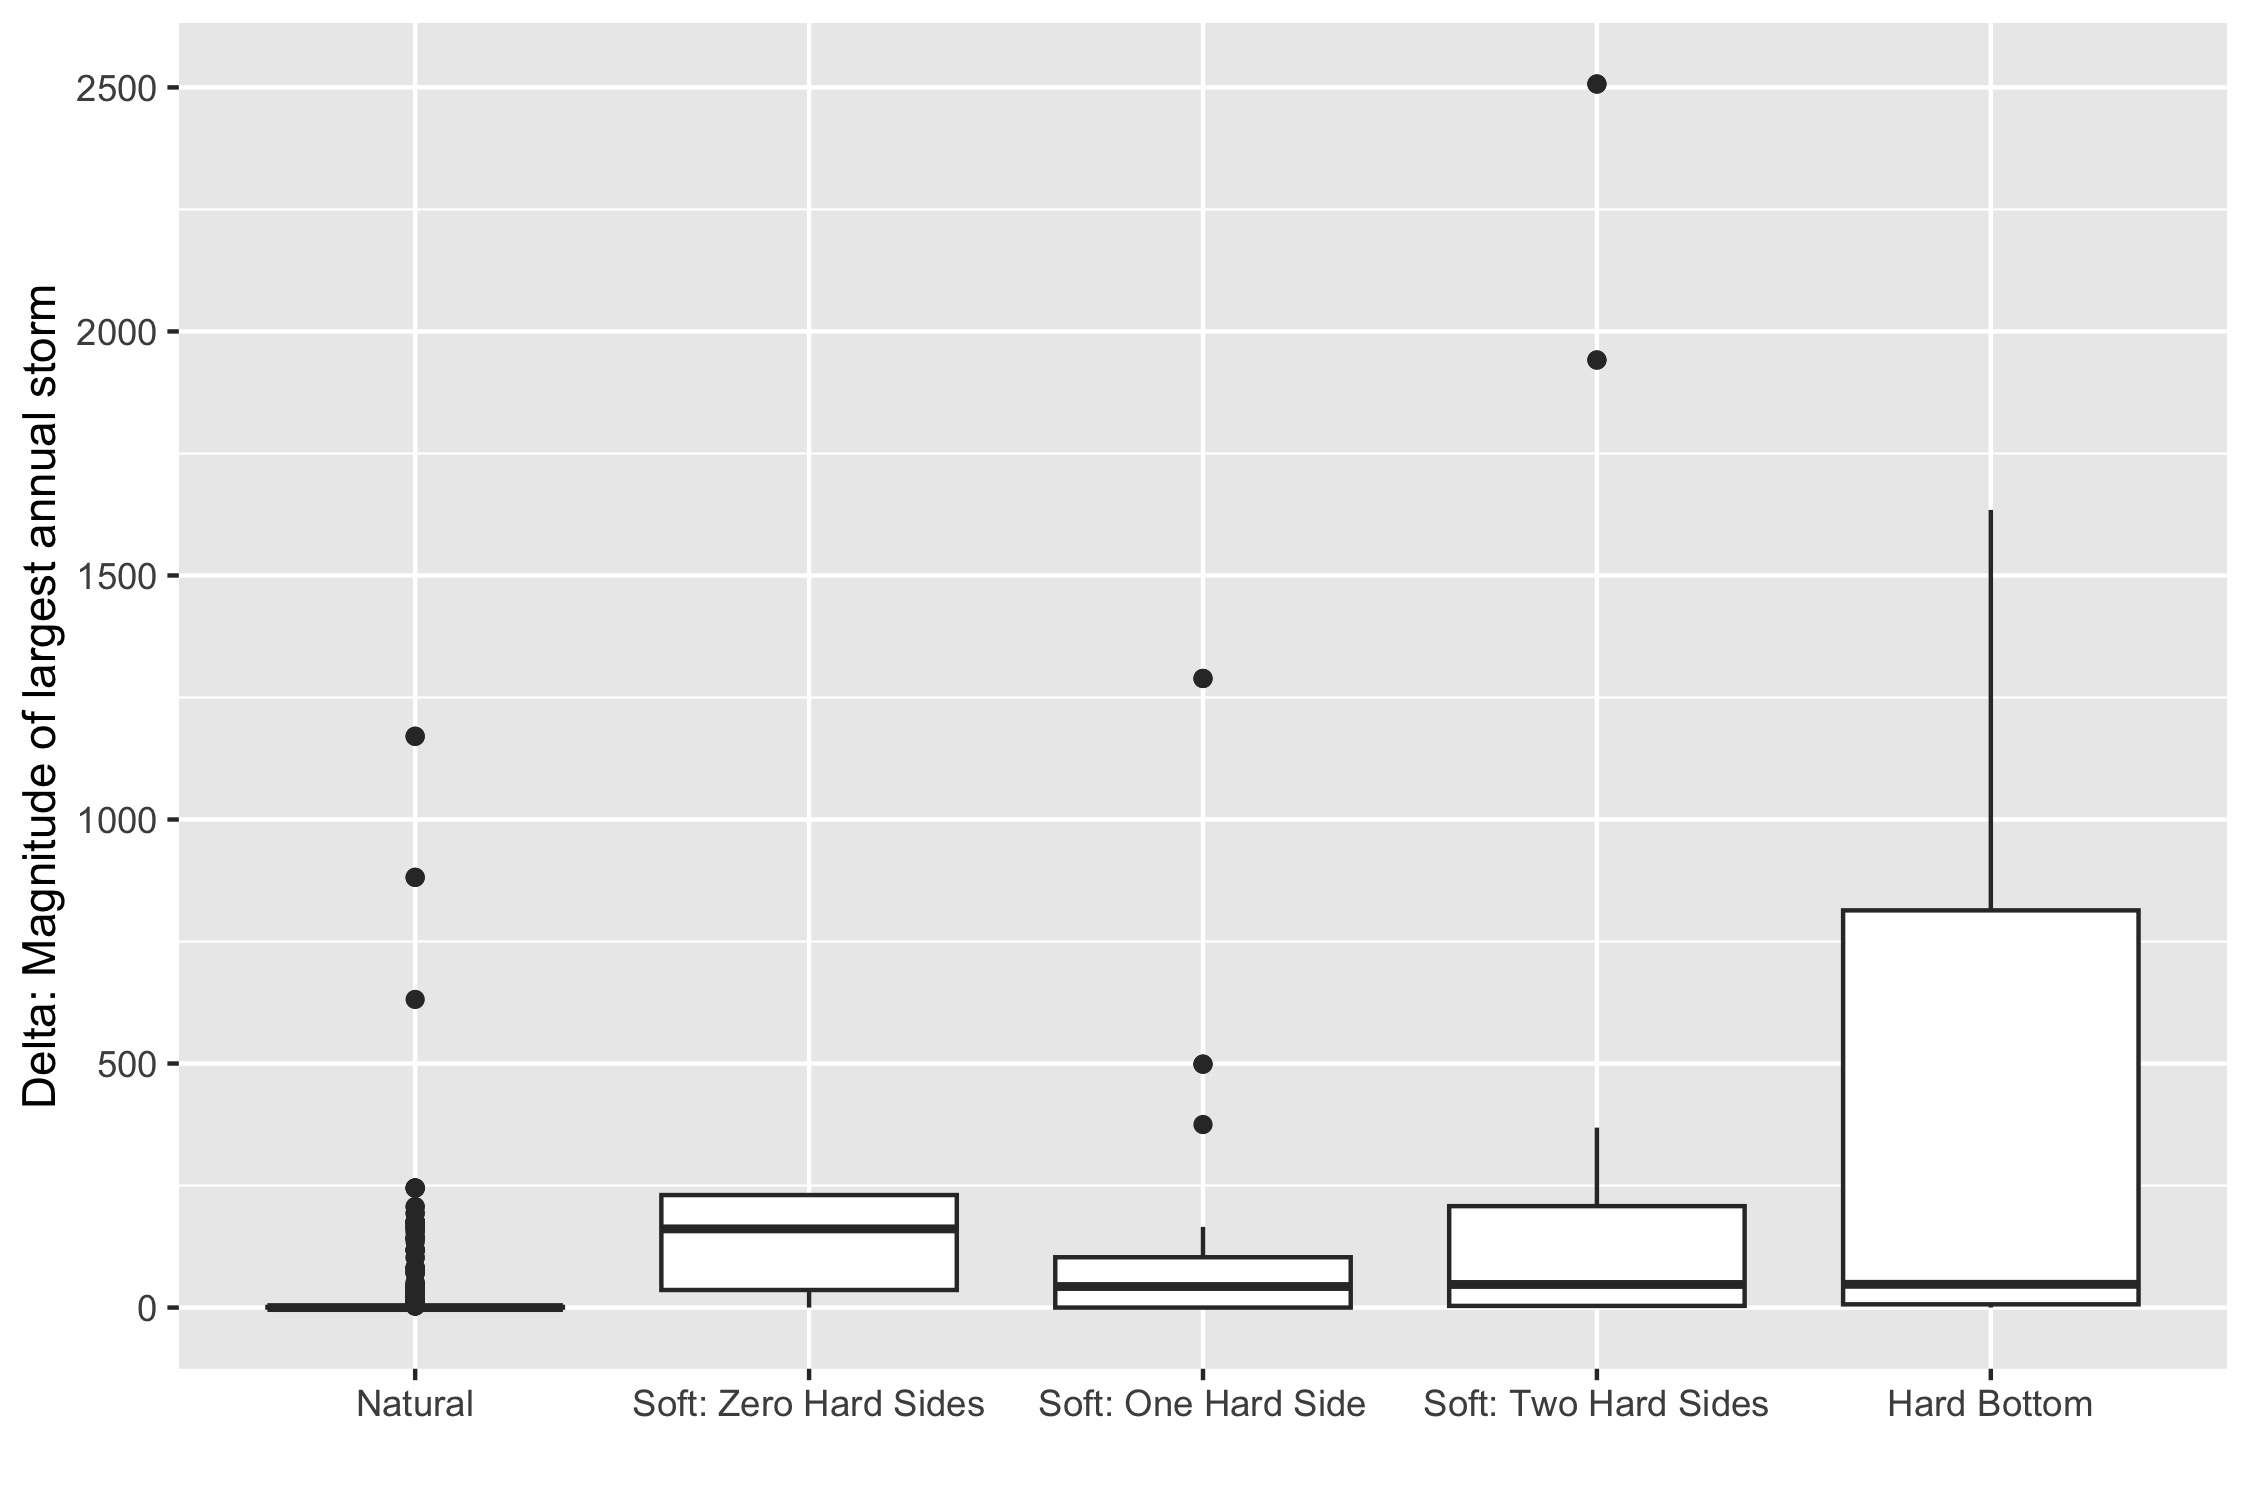 Delta: Magnitude of largest annual storm
2500
2000
1500
1000
500
0
Natural
Soft: Zero Hard Sides
Soft: One Hard Side
Soft: Two Hard Sides
Hard Bottom